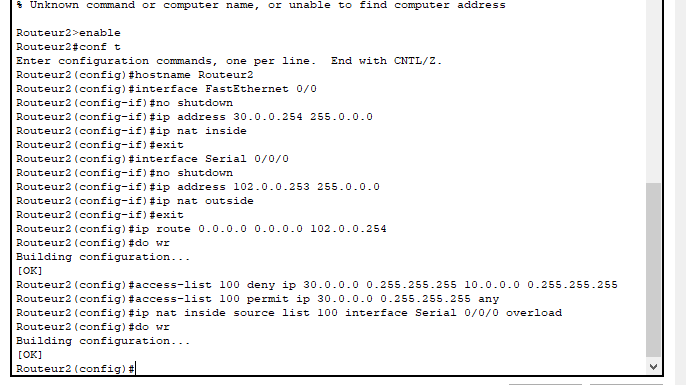 % Unknown command or computer name, or unable to find computer address
Routeur2>enable
Routeur2#conf t
Enter configuration commands, one per line.  End with CNTL/Z.
Routeur2(config)#hostname Routeur2
Routeur2(config)#interface FastEthernet 0/0
Routeur2(config-if)#no shutdown
Routeur2(config-if)#ip address 30.0.0.254 255.0.0.0
Routeur2(config-if)#ip nat inside
Routeur2(config-if)#exit
Routeur2(config)#interface Serial 0/0/0
Routeur2(config-if)#no shutdown
Routeur2(config-if)#ip address 102.0.0.253 255.0.0.0
Routeur2(config-if)#ip nat outside
Routeur2(config-if)#exit
Routeur2(config)#ip route 0.0.0.0 0.0.0.0 102.0.0.254
Routeur2(config)#do wr
Building configuration...
[OK]
Routeur2(config)#access-list 100 deny ip 30.0.0.0 0.255.255.255 10.0.0.0 0.255.255.255
Routeur2(config)#access-list 100 permit ip 30.0.0.0 0.255.255.255 any
Routeur2(config)#ip nat inside source list 100 interface Serial 0/0/0 overload
Routeur2(config)#do wr
Building configuration...
[OK]
Routeur2(config)#